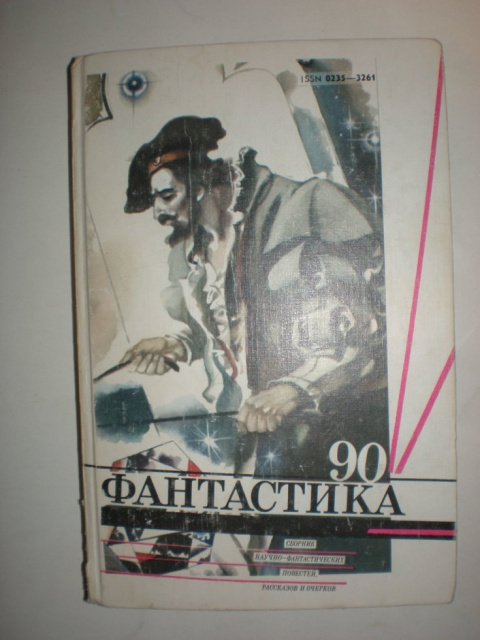 ISSN 0235—3261
90
ФАНТАСТИКА
СБОРНИК
НАУЧНО-ФАНТАСТИЧЕСКИХ
ПОВЕСТЕЙ,
РАССКАЗОВ И ОЧЕРКОВ